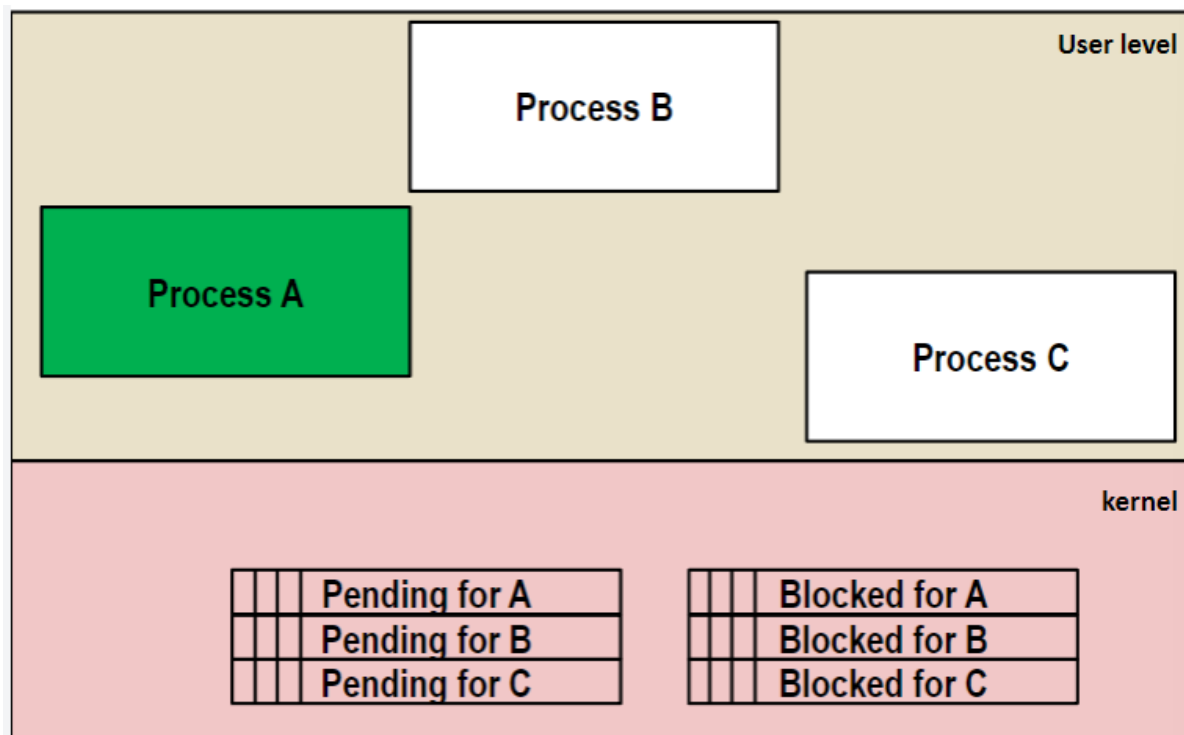 User level
Process B
Process A
Process C
kernel
Pending for A
Blocked for A
Pending for B
Blocked for B
Pending for C
Blocked for C